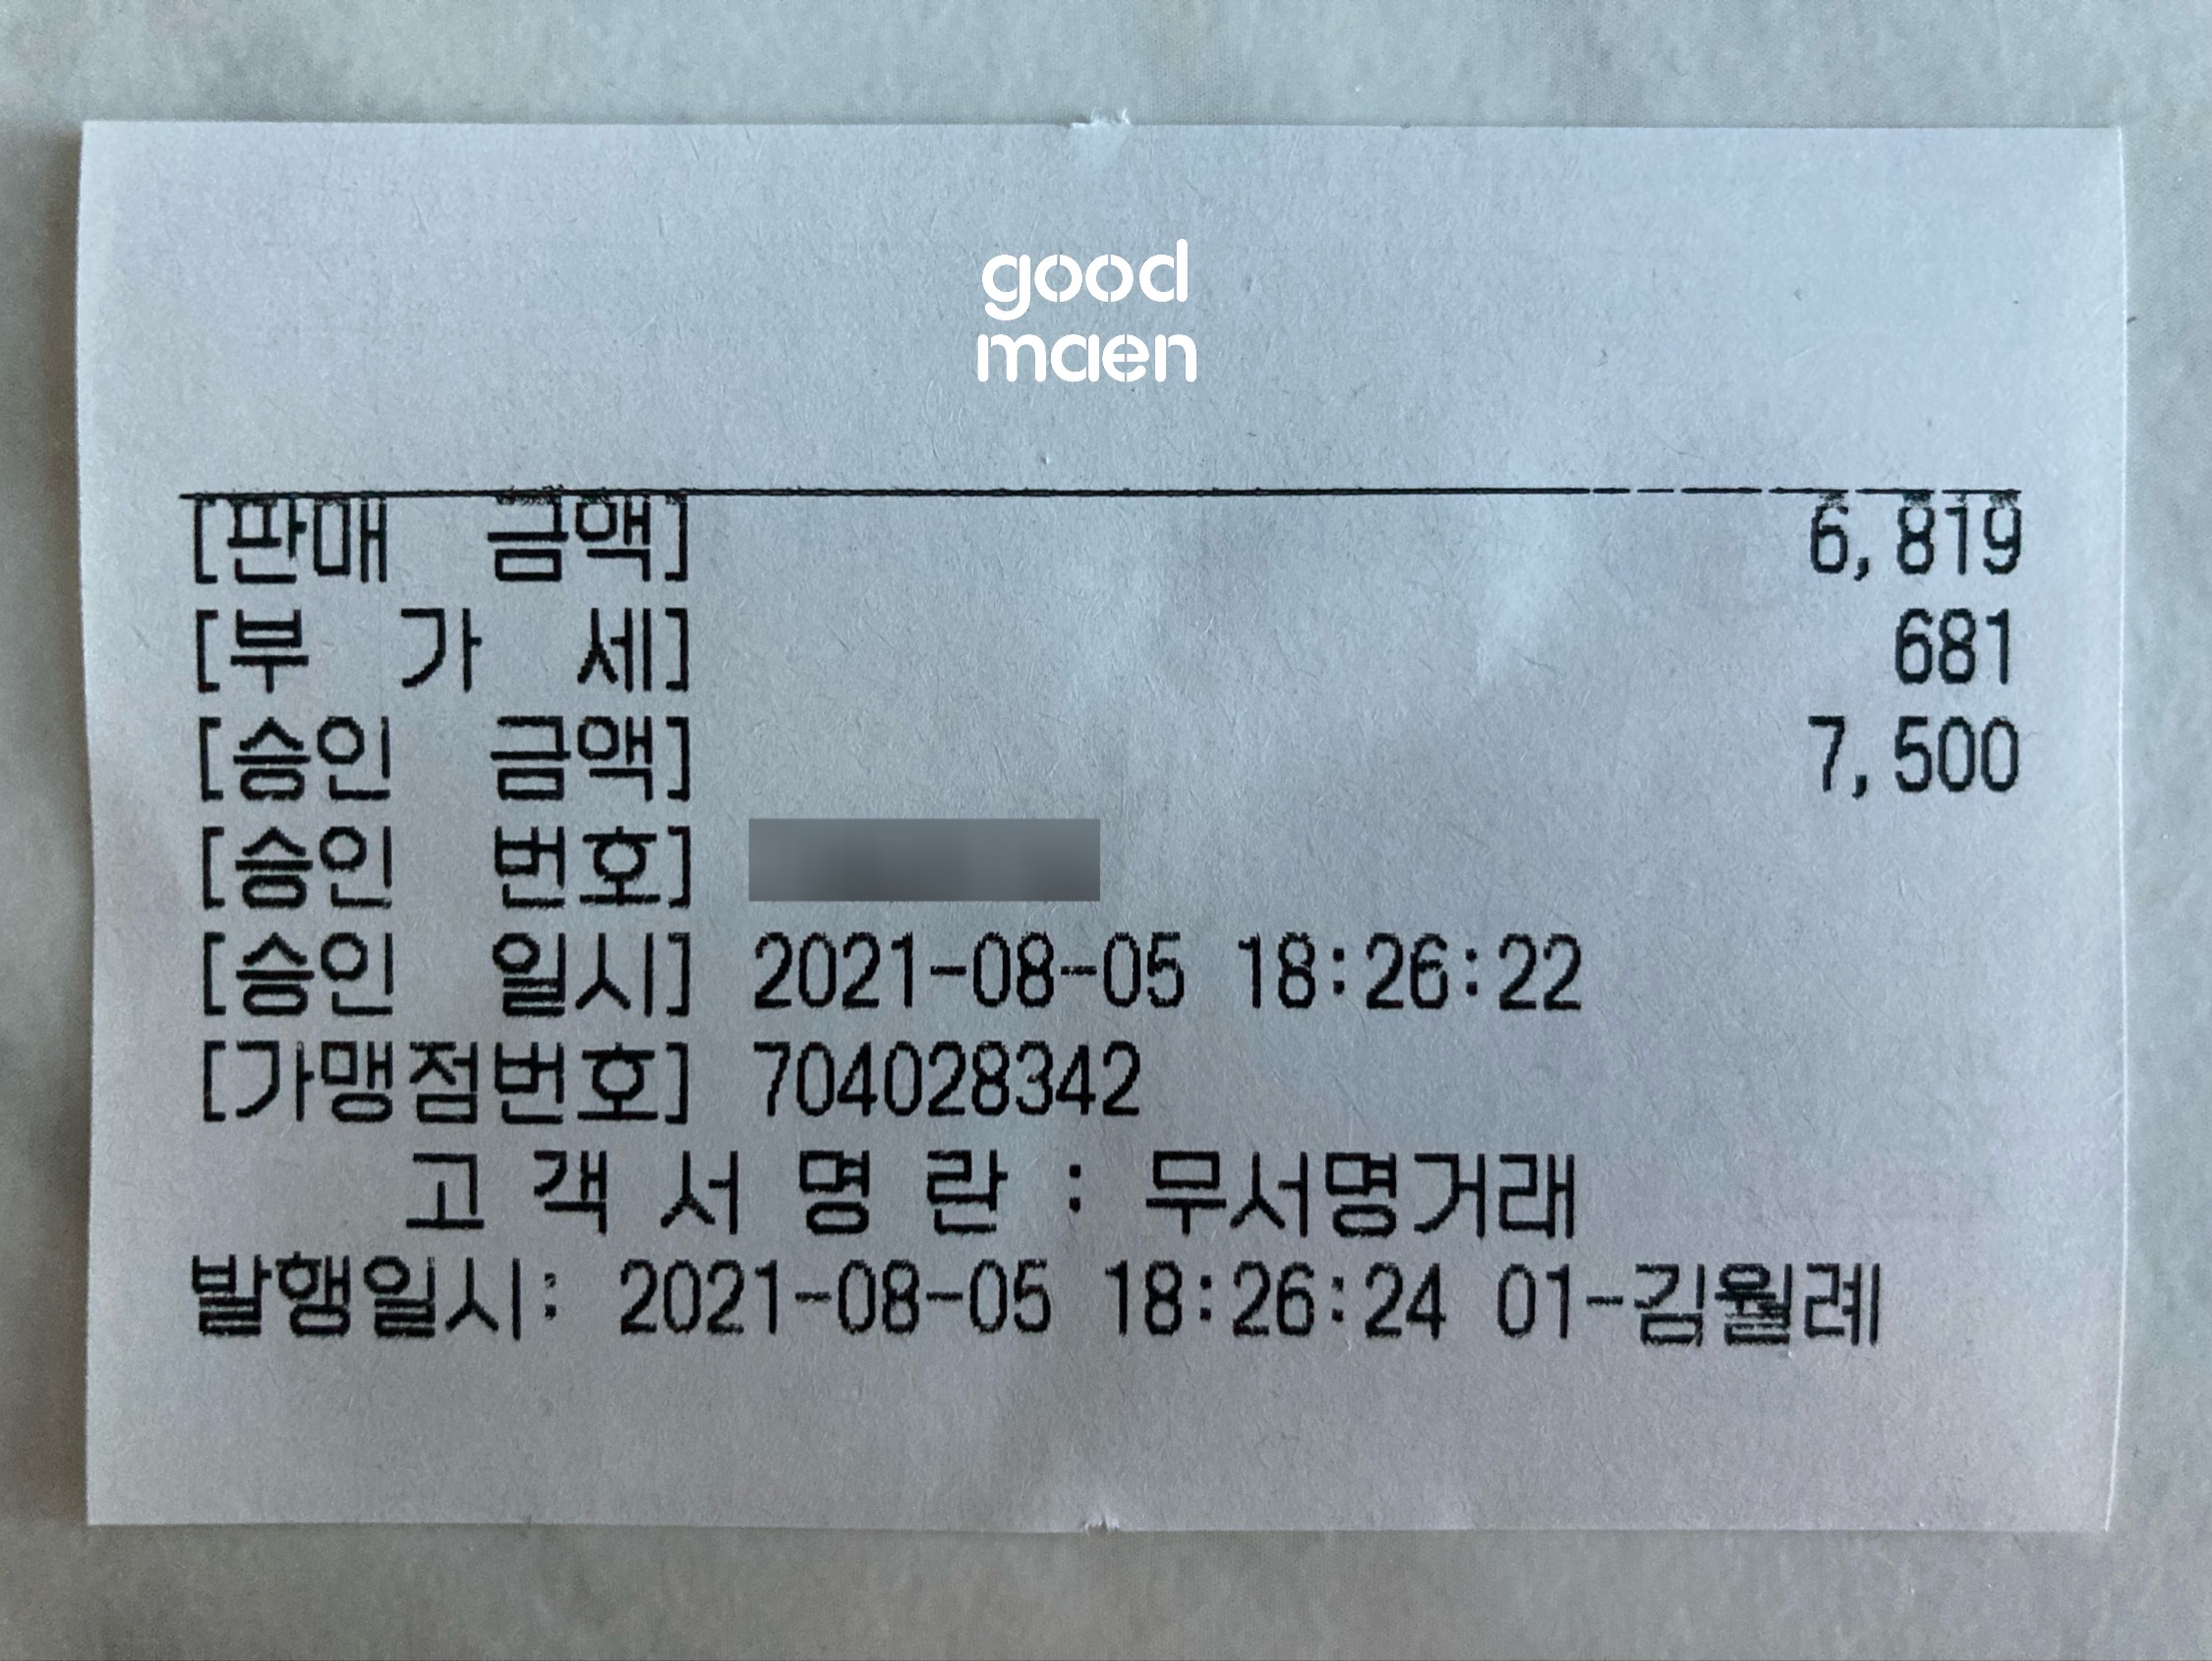 good
maen
[판매 금액] 6,819
[부 가 세] 681
[승인 금액] 7,500
[승인 번호]
[승인 일시] 2021-08-05 18:26:22
[가맹점번호] 704028342
고 객 서 명 란 : 무서명거래
발행일시: 2021-08-05 18:26:24 01-김월례